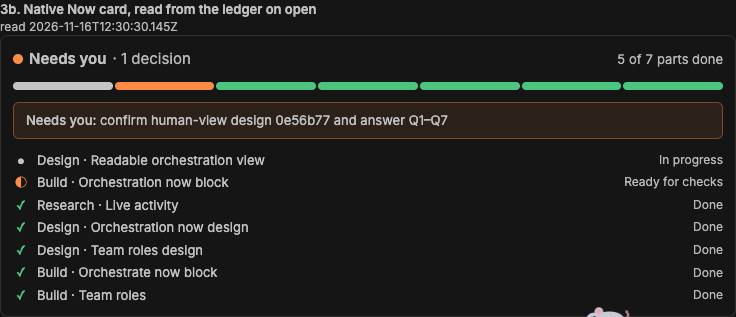 3b. Native Now card, read from the ledger on open
read 2026-11-16T12:30:30.145Z
Needs you · 1 decision 5 of 7 parts done
Needs you: confirm human-view design 0e56b77 and answer Q1–Q7
Design · Readable orchestration view In progress
Build · Orchestration now block Ready for checks
Research · Live activity Done
Design · Orchestration now design Done
Design · Team roles design Done
Build · Orchestrate now block Done
Build · Team roles Done